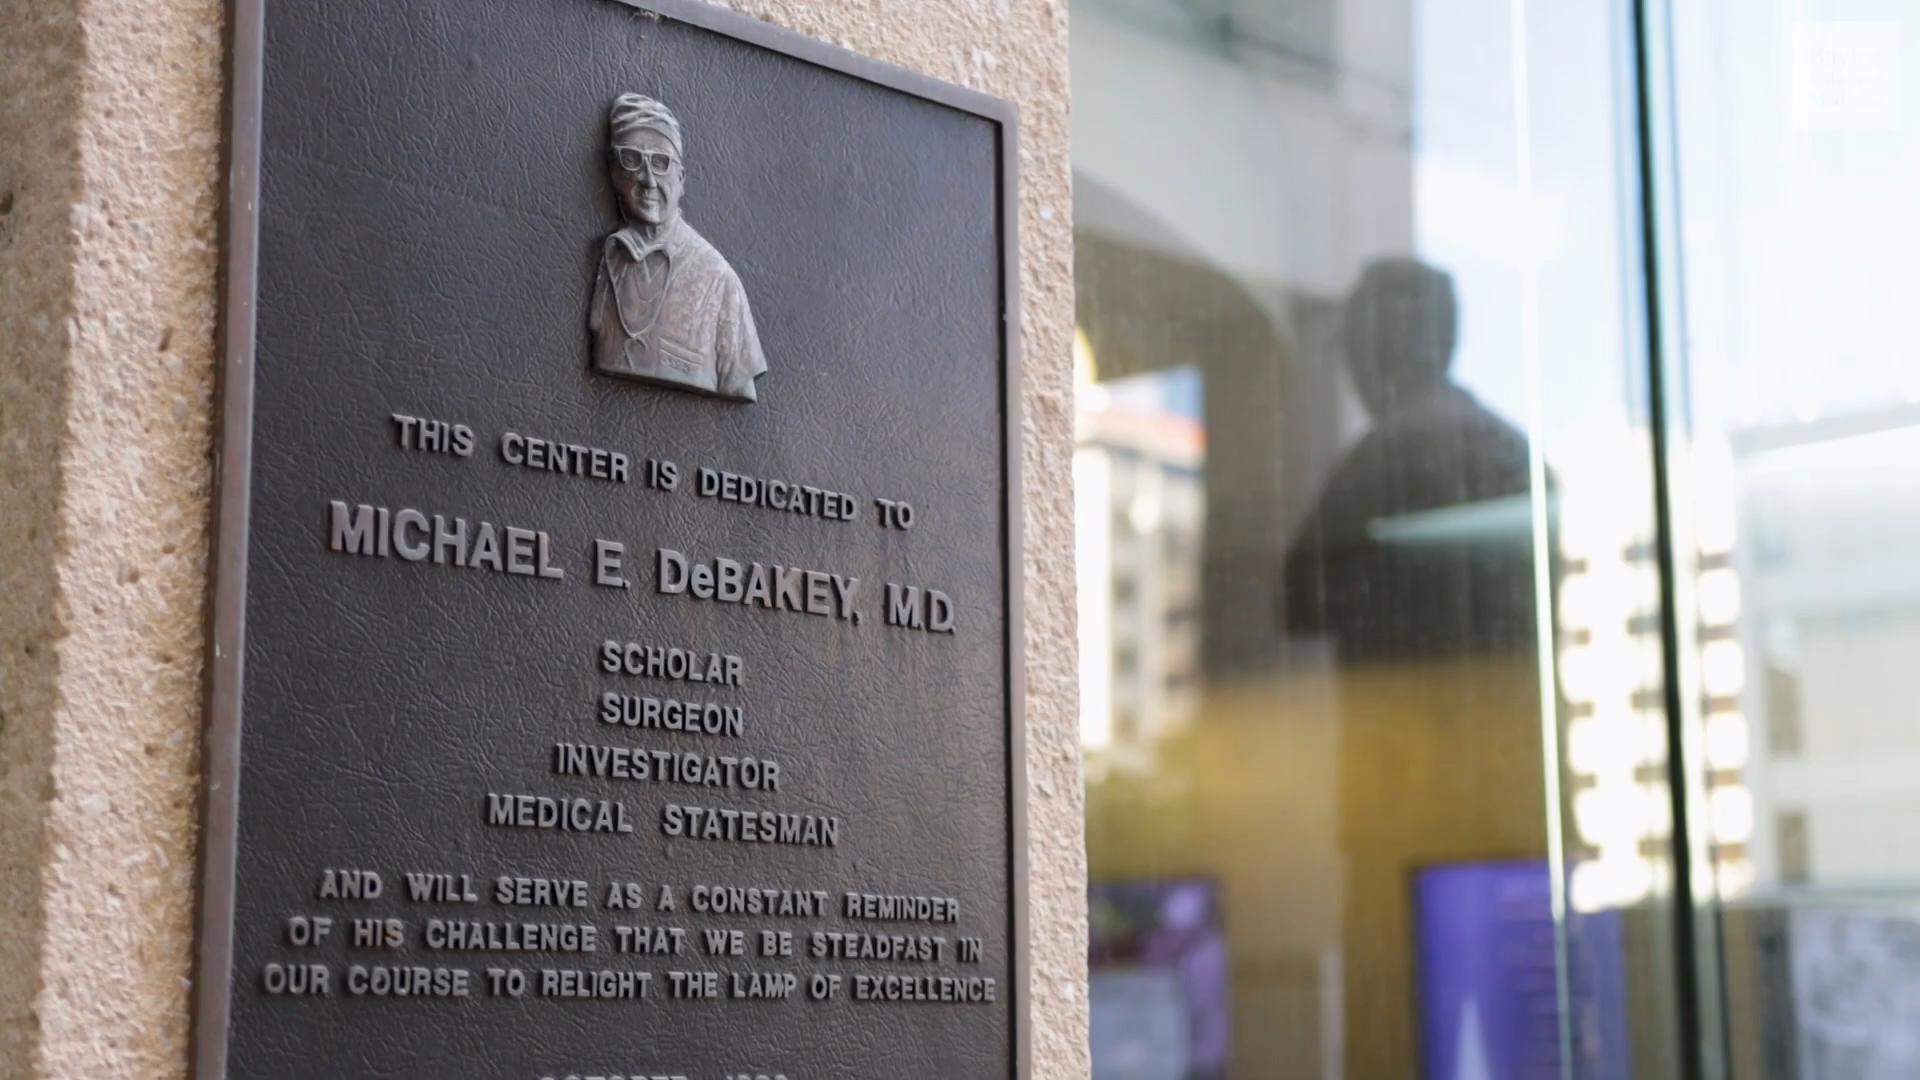 THIS CENTER IS DEDICATED TO
MICHAEL E. DeBAKEY, M.D.
SCHOLAR
SURGEON
INVESTIGATOR
MEDICAL STATESMAN
AND WILL SERVE AS A CONSTANT REMINDER
OF HIS CHALLENGE THAT WE BE STEADFAST IN
OUR COURSE TO RELIGHT THE LAMP OF EXCELLENCE